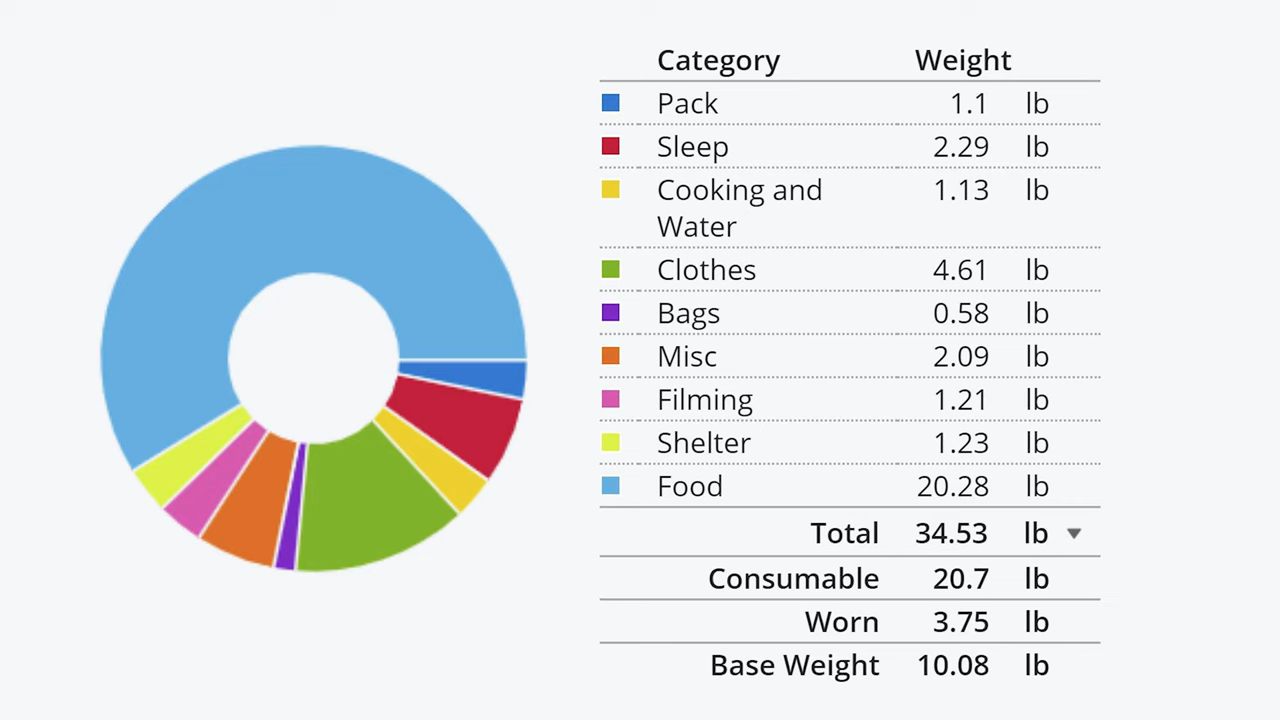 Category Weight
Pack 1.1 lb
Sleep 2.29 lb
Cooking and 1.13 lb
Water
Clothes 4.61 lb
Bags 0.58 lb
Misc 2.09 lb
Filming 1.21 lb
Shelter 1.23 lb
Food 20.28 lb
Total 34.53 lb
Consumable 20.7 lb
Worn 3.75 lb
Base Weight 10.08 lb